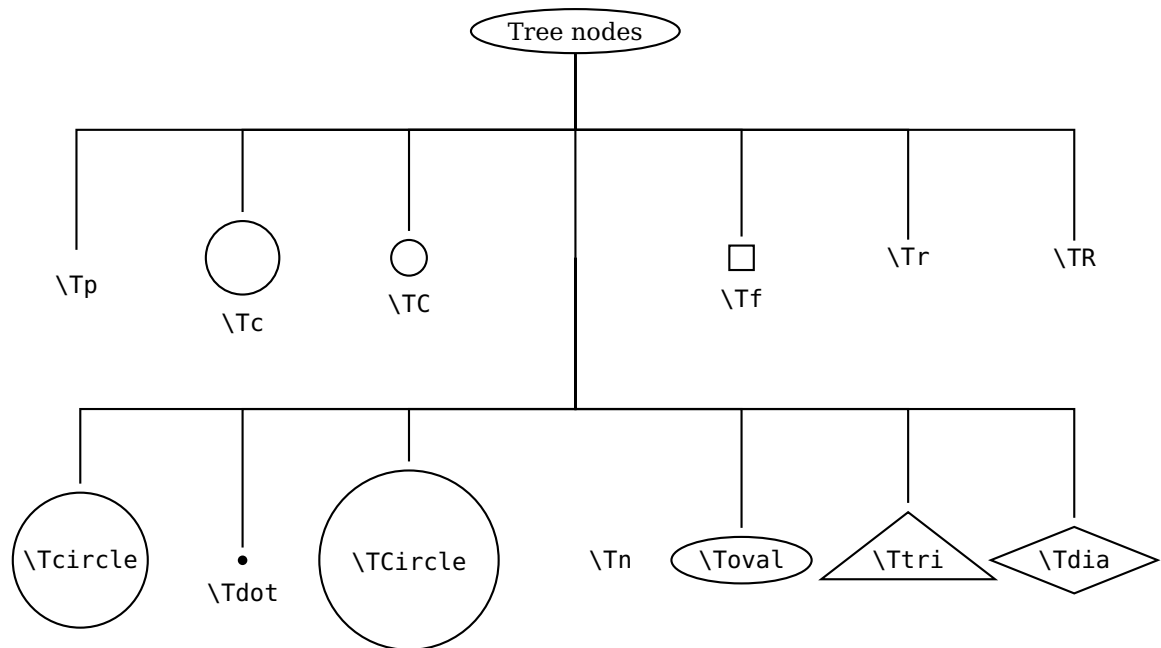 Tree nodes
\Tp
\Tc
\TC
\Tf
\Tr
\TR
\Tcircle
\Tdot
\TCircle
\Tn
\Toval
\Ttri
\Tdia